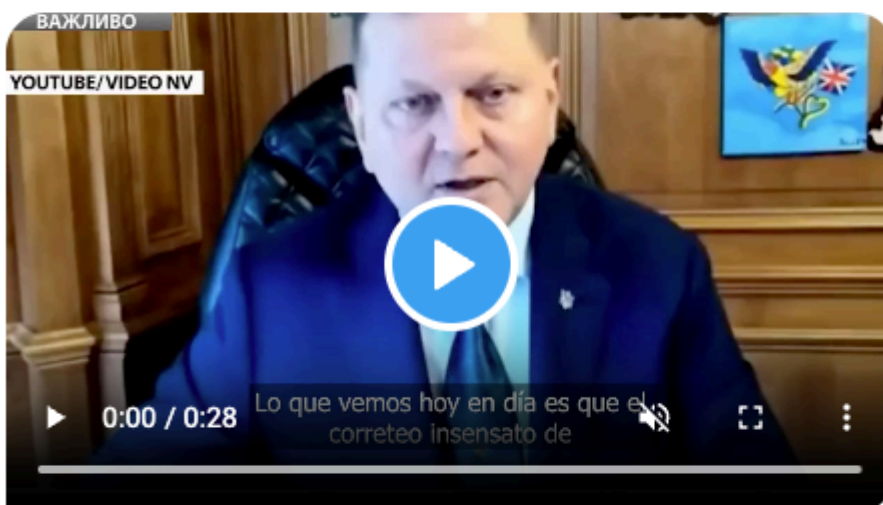 ВАЖЛИВО
YOUTUBE/VIDEO NV
0:00 / 0:28
Lo que vemos hoy en día es que el
correteo insensato de